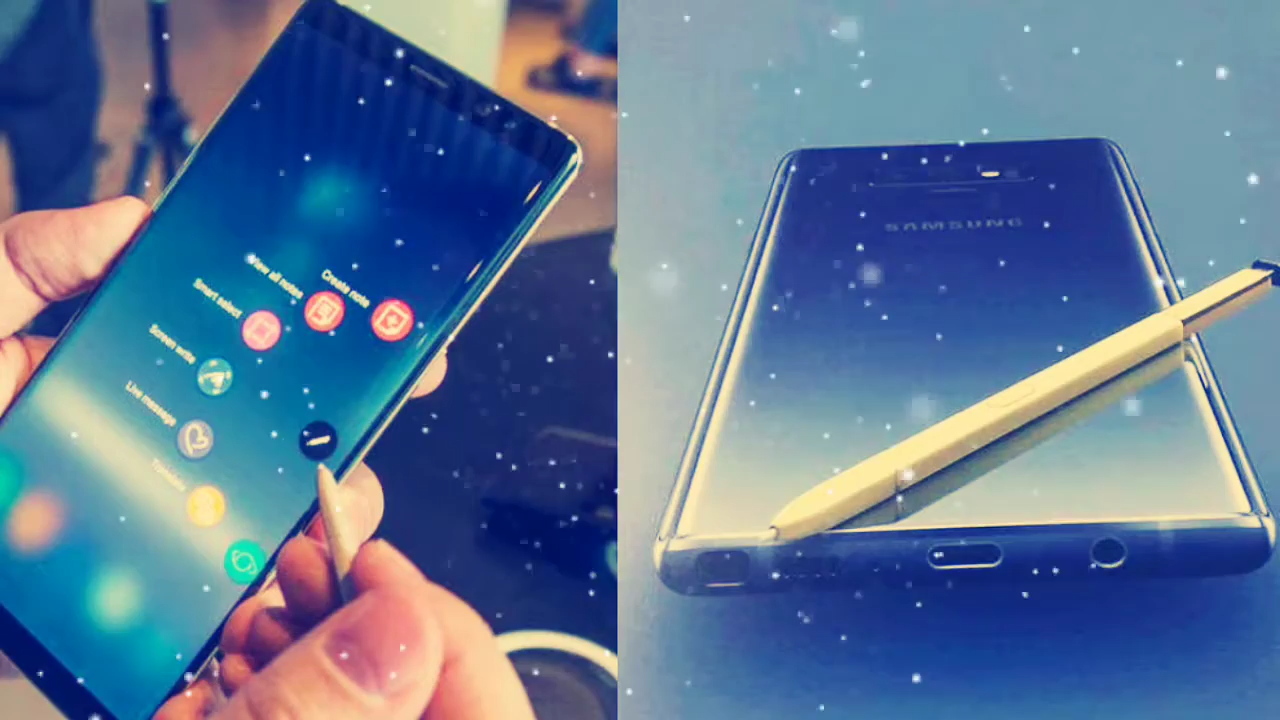 Create note
View all notes
Smart select
Screen write
Live message
Translate
SAMSUNG